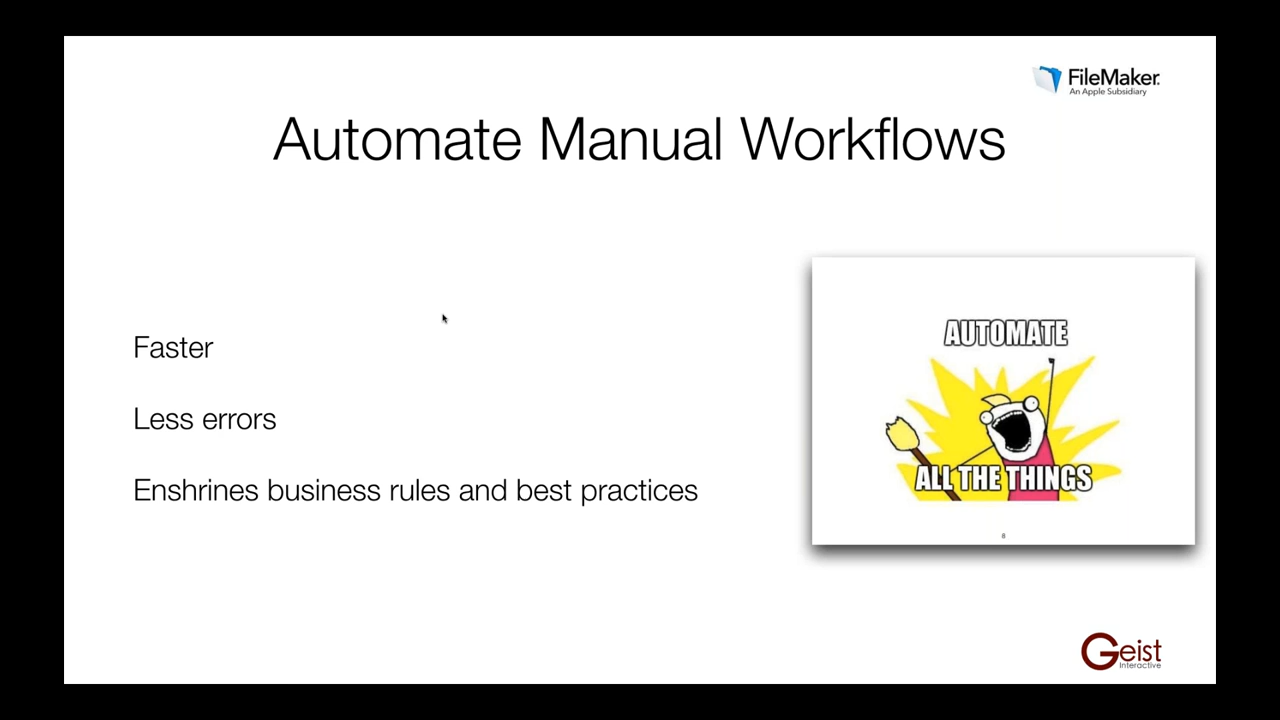 FileMaker.
An Apple Subsidiary
Automate Manual Workflows
Faster
Less errors
Enshrines business rules and best practices
AUTOMATE
ALL THE THINGS
8
Geist
Interactive